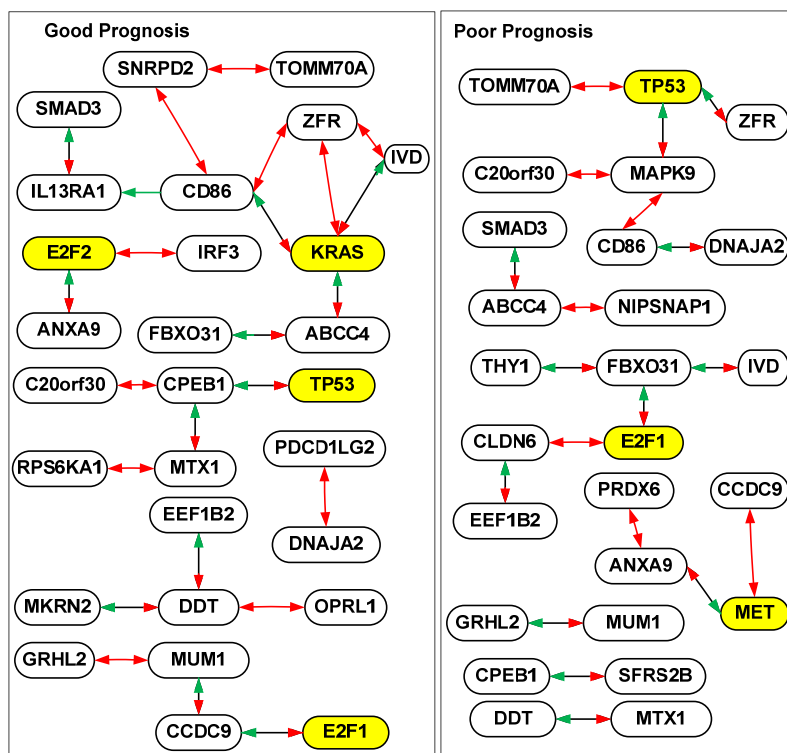 Good Prognosis
SNRPD2
TOMM70A
SMAD3
ZFR
IVD
IL13RA1
CD86
E2F2
IRF3
KRAS
ANXA9
FBXO31
ABCC4
C20orf30
CPEB1
TP53
RPS6KA1
MTX1
PDCD1LG2
EEF1B2
DNAJA2
MKRN2
DDT
OPRL1
GRHL2
MUM1
CCDC9
E2F1
Poor Prognosis
TOMM70A
TP53
ZFR
C20orf30
MAPK9
SMAD3
CD86
DNAJA2
ABCC4
NIPSNAP1
THY1
FBXO31
IVD
CLDN6
E2F1
PRDX6
CCDC9
EEF1B2
ANXA9
MET
GRHL2
MUM1
CPEB1
SFRS2B
DDT
MTX1